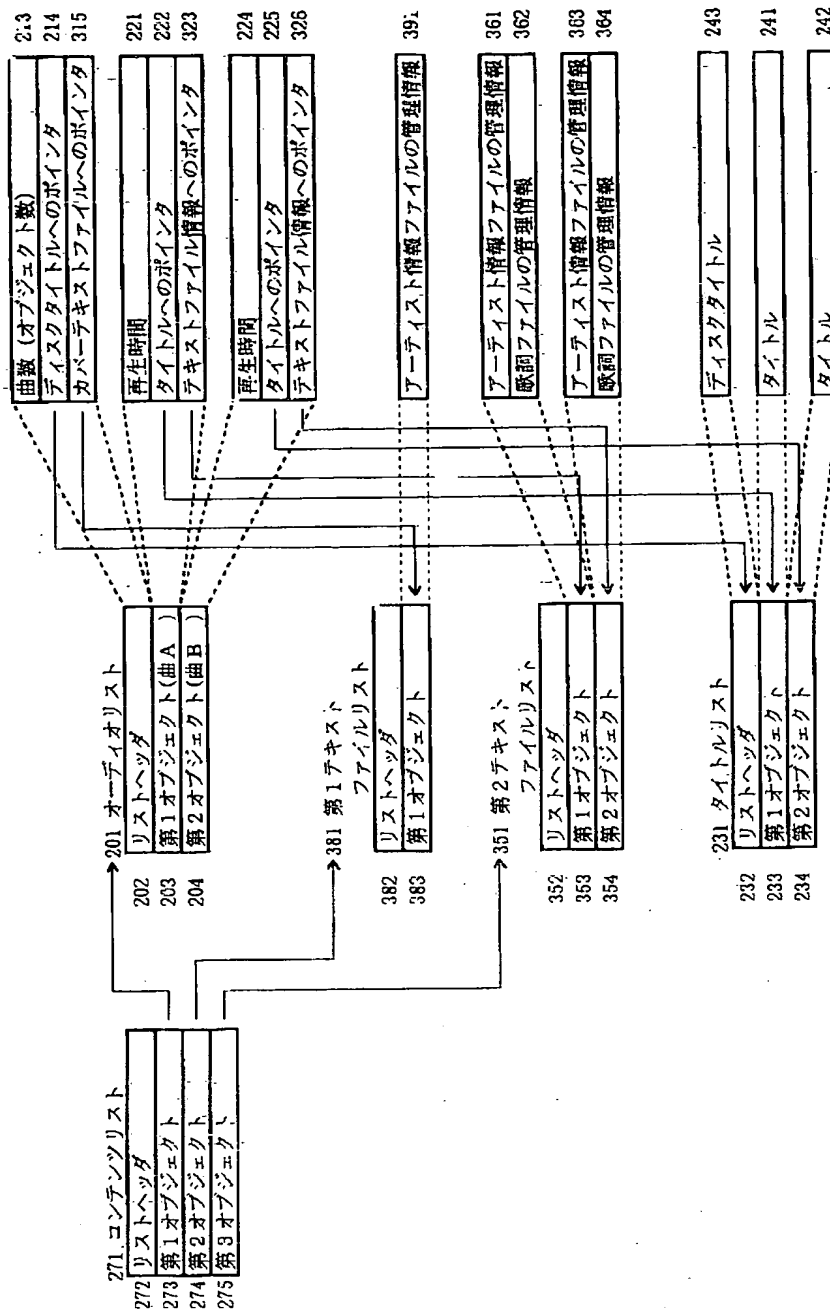 271 コンテンツリスト
272 リストヘッダ
273 第1オブジェクト
274 第2オブジェクト
275 第3オブジェクト
201 オーディオリスト
202 リストヘッダ
203 第1オブジェクト(曲A)
204 第2オブジェクト(曲B)
381 第1テキスト
ファイルリスト
382 リストヘッダ
383 第1オブジェクト
351 第2テキスト
ファイルリスト
352 リストヘッダ
353 第1オブジェクト
354 第2オブジェクト
231 タイトルリスト
232 リストヘッダ
233 第1オブジェクト
234 第2オブジェクト
曲数(オブジェクト数) 213
ディスクタイトルへのポインタ 214
カバーテキストファイルへのポインタ 315
再生時間 221
タイトルへのポインタ 222
テキストファイル情報へのポインタ 323
再生時間 224
タイトルへのポインタ 225
テキストファイル情報へのポインタ 326
アーティスト情報ファイルの管理情報 391
アーティスト情報ファイルの管理情報 361
歌詞ファイルの管理情報 362
アーティスト情報ファイルの管理情報 363
歌詞ファイルの管理情報 364
ディスクタイトル 243
タイトル 241
タイトル 242